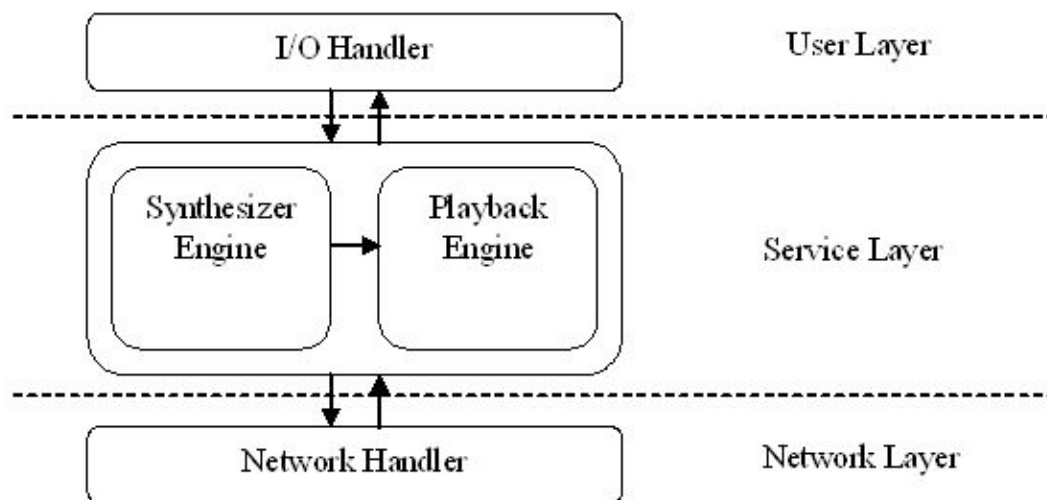 I/O Handler
User Layer
Synthesizer
Engine
Playback
Engine
Service Layer
Network Handler
Network Layer